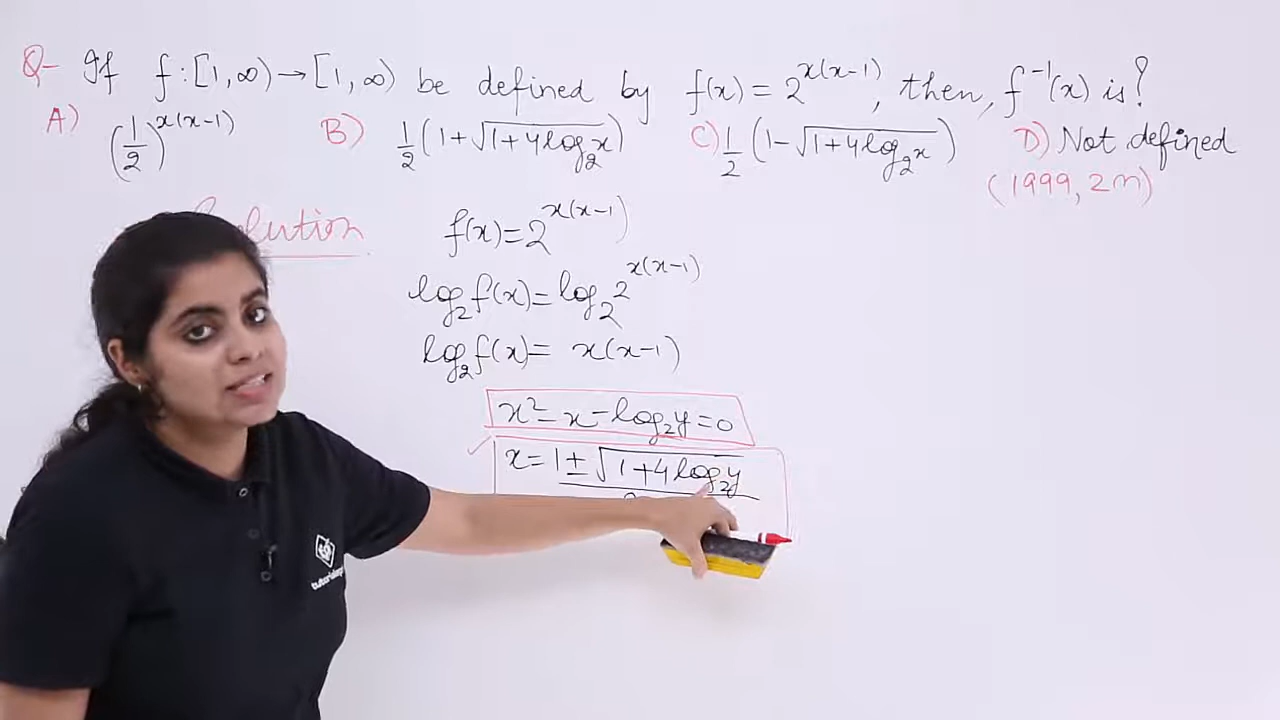 Q- If f:[1,∞)→[1,∞) be defined by f(x)=2^x(x-1), then, f^-1(x) is?
A) (1/2)^x(x-1) B) 1/2(1+√1+4log₂x) C) 1/2(1-√1+4log₂x) D) Not defined
(1999, 2m)
Solution
f(x)=2^x(x-1)
log₂f(x)=log₂2^x(x-1)
log₂f(x)= x(x-1)
x²-x-log₂y=0
x= 1±√1+4log₂y